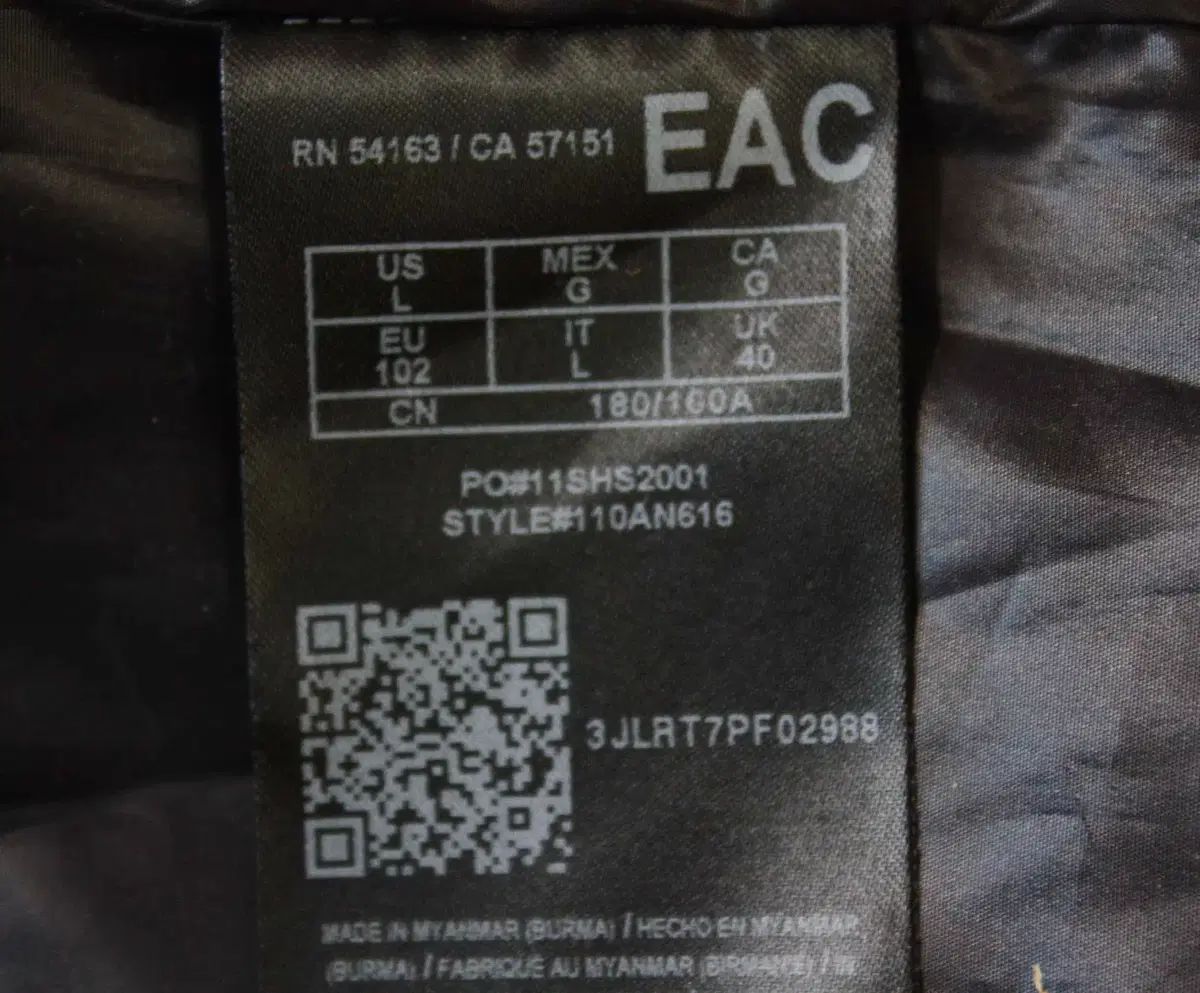 RN 54163 / CA 57151
EAC
US MEX CA
L G G
EU IT UK
102 L 40
CN 180/100A
PO#11SHS2001
STYLE#110AN616
3JLRT7PF02988
MADE IN MYANMAR (BURMA) / HECHO EN MYANMAR
(BURMA) / FABRIQUE AU MYANMAR (BIRMANIE) /